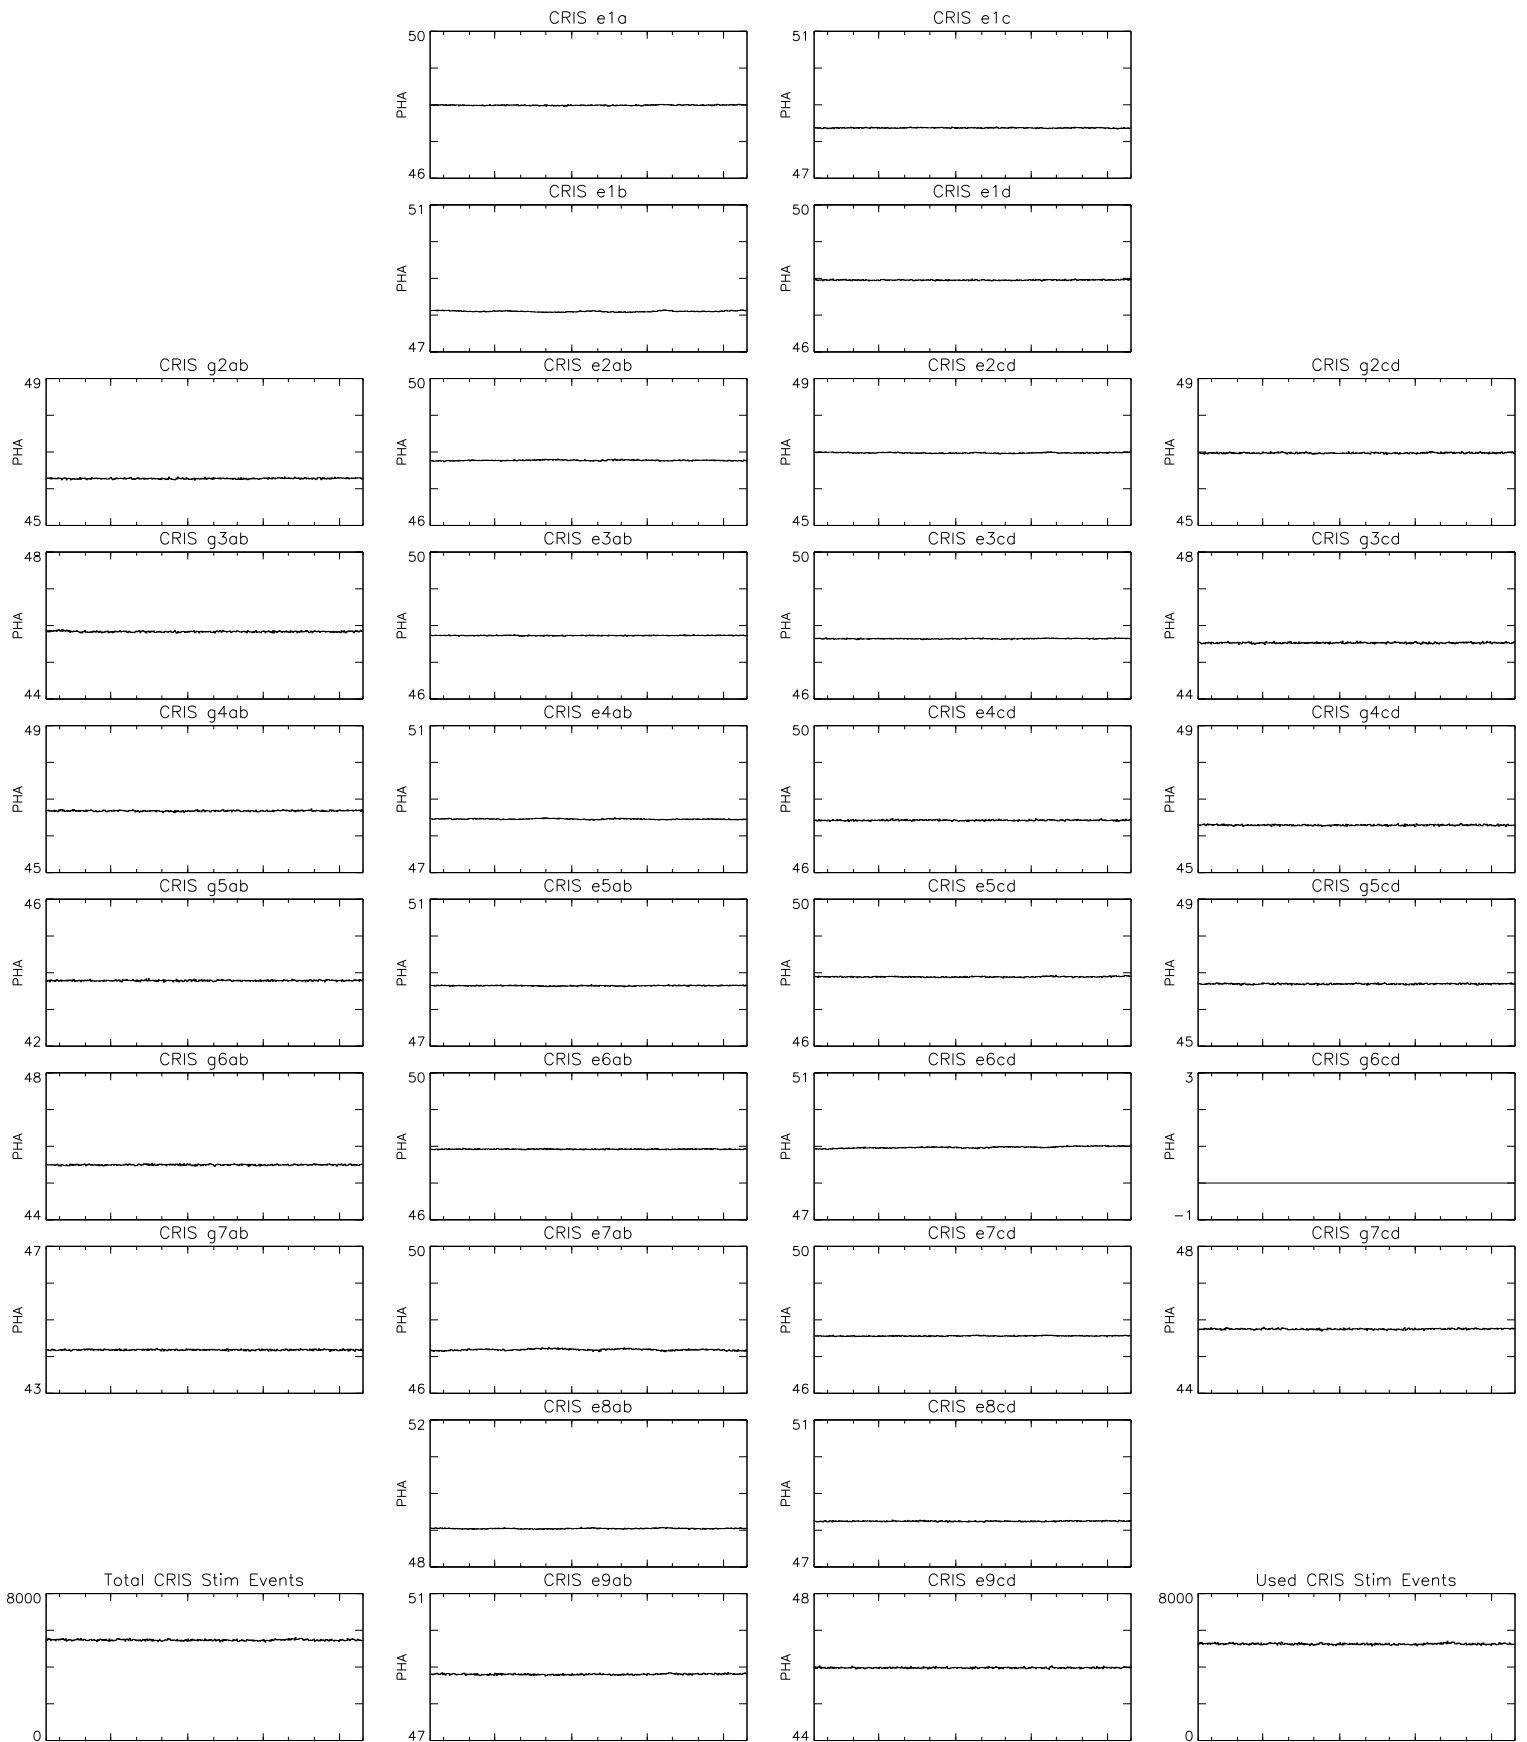 CRIS e1a
CRIS e1c
50
PHA
46
51
PHA
47
CRIS e1b
CRIS e1d
51
PHA
47
50
PHA
46
CRIS g2ab
CRIS e2ab
CRIS e2cd
CRIS g2cd
49
PHA
45
50
PHA
46
49
PHA
45
49
PHA
45
CRIS g3ab
CRIS e3ab
CRIS e3cd
CRIS g3cd
48
PHA
44
50
PHA
46
50
PHA
46
48
PHA
44
CRIS g4ab
CRIS e4ab
CRIS e4cd
CRIS g4cd
49
PHA
45
51
PHA
47
50
PHA
46
49
PHA
45
CRIS g5ab
CRIS e5ab
CRIS e5cd
CRIS g5cd
46
PHA
42
51
PHA
47
50
PHA
46
49
PHA
45
CRIS g6ab
CRIS e6ab
CRIS e6cd
CRIS g6cd
48
PHA
44
50
PHA
46
51
PHA
47
3
PHA
-1
CRIS g7ab
CRIS e7ab
CRIS e7cd
CRIS g7cd
47
PHA
43
50
PHA
46
50
PHA
46
48
PHA
44
CRIS e8ab
CRIS e8cd
52
PHA
48
51
PHA
47
Total CRIS Stim Events
CRIS e9ab
CRIS e9cd
Used CRIS Stim Events
8000
0
51
PHA
47
48
PHA
44
8000
0